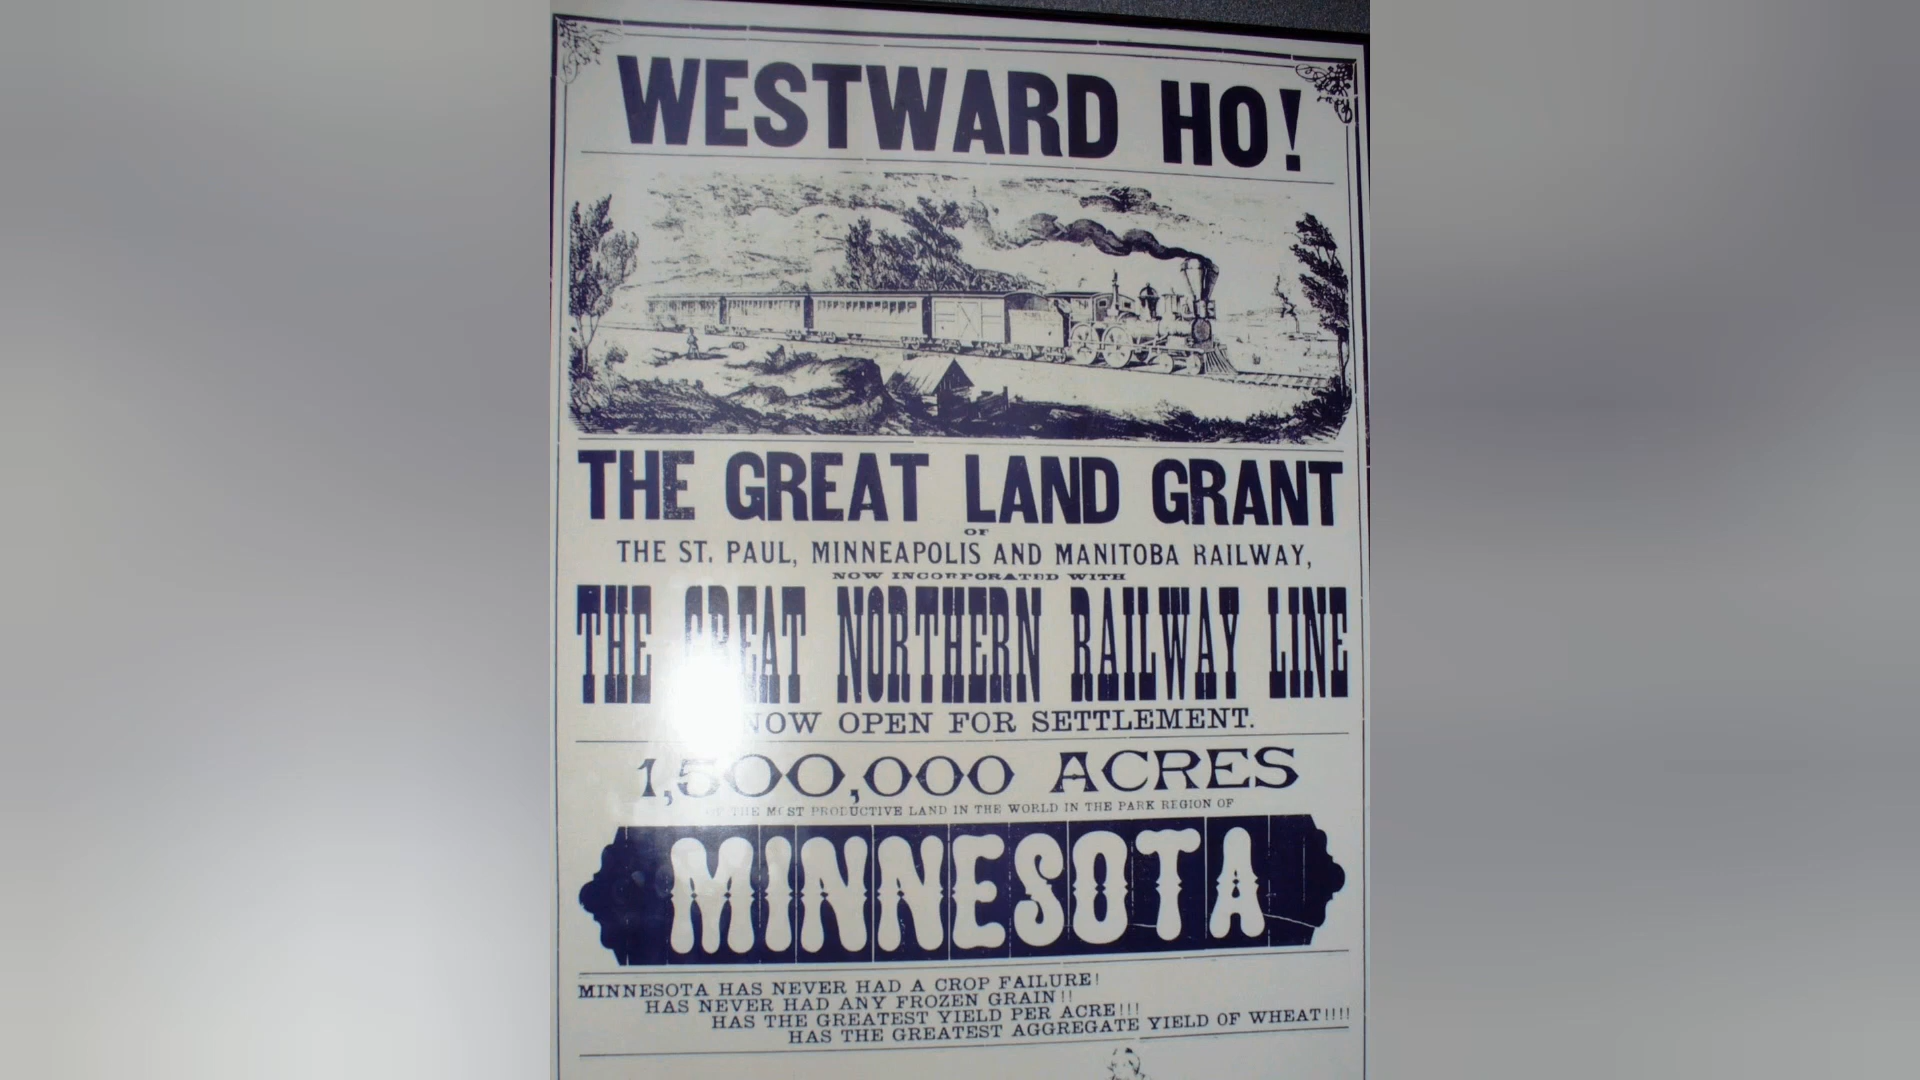 WESTWARD HO!
THE GREAT LAND GRANT
OF
THE ST. PAUL, MINNEAPOLIS AND MANITOBA RAILWAY,
NOW INCORPORATED WITH
THE GREAT NORTHERN RAILWAY LINE
NOW OPEN FOR SETTLEMENT.
1,500,000 ACRES
OF THE MOST PRODUCTIVE LAND IN THE WORLD IN THE PARK REGION OF
MINNESOTA
MINNESOTA HAS NEVER HAD A CROP FAILURE!
HAS NEVER HAD ANY FROZEN GRAIN!!
HAS THE GREATEST YIELD PER ACRE!!!
HAS THE GREATEST AGGREGATE YIELD OF WHEAT!!!!